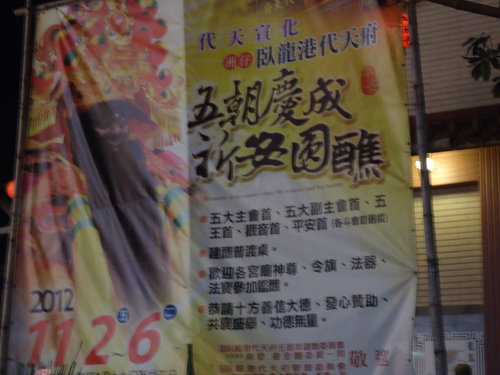 代天宣化
洲仔 臥龍港代天府
五朝慶成
祈安圓醮
五大主會首、五大副主會首、五
王首、觀音首、平安首
建醮普渡桌。
歡迎各宮廟神尊、令旗、法器、
法寶參加鑑醮。
恭請十方善信大德、發心贊助、
共襄盛舉、功德無量。
敬邀
2012 五 二
11 2~6